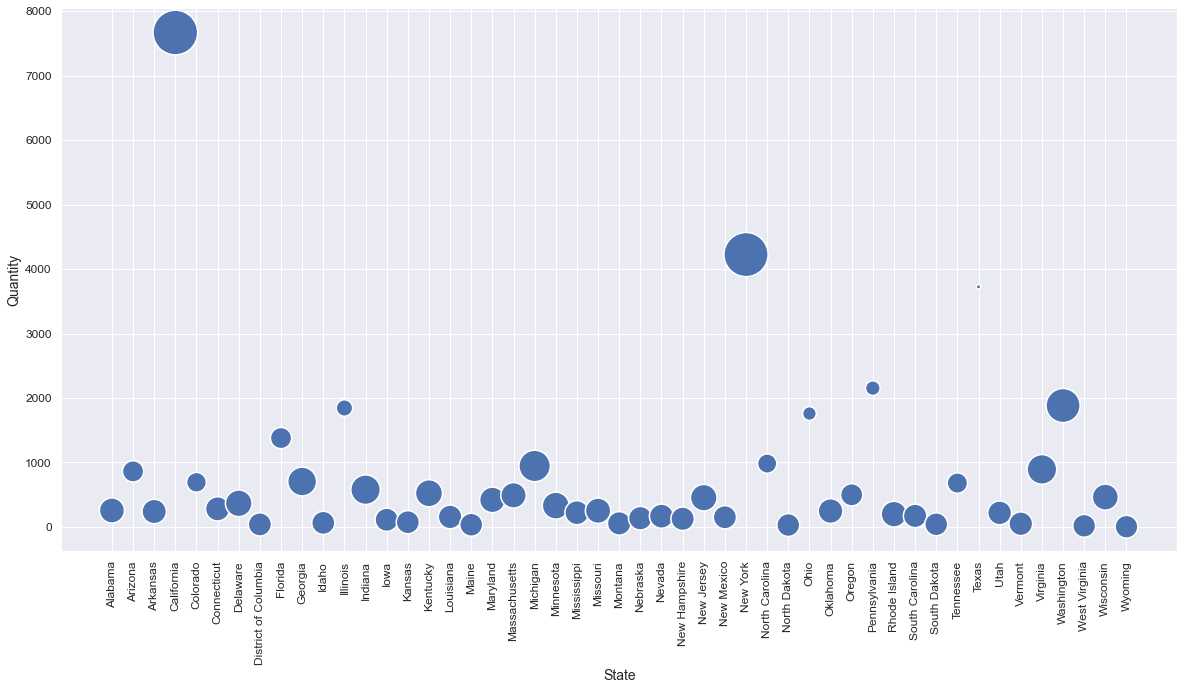 8000
7000
6000
5000
4000
3000
2000
1000
0
Quantity
Alabama
Arizona
Arkansas
California
Colorado
Connecticut
Delaware
District of Columbia
Florida
Georgia
Idaho
Illinois
Indiana
Iowa
Kansas
Kentucky
Louisiana
Maine
Maryland
Massachusetts
Michigan
Minnesota
Mississippi
Missouri
Montana
Nebraska
Nevada
New Hampshire
New Jersey
New Mexico
New York
North Carolina
North Dakota
Ohio
Oklahoma
Oregon
Pennsylvania
Rhode Island
South Carolina
South Dakota
Tennessee
Texas
Utah
Vermont
Virginia
Washington
West Virginia
Wisconsin
Wyoming
State